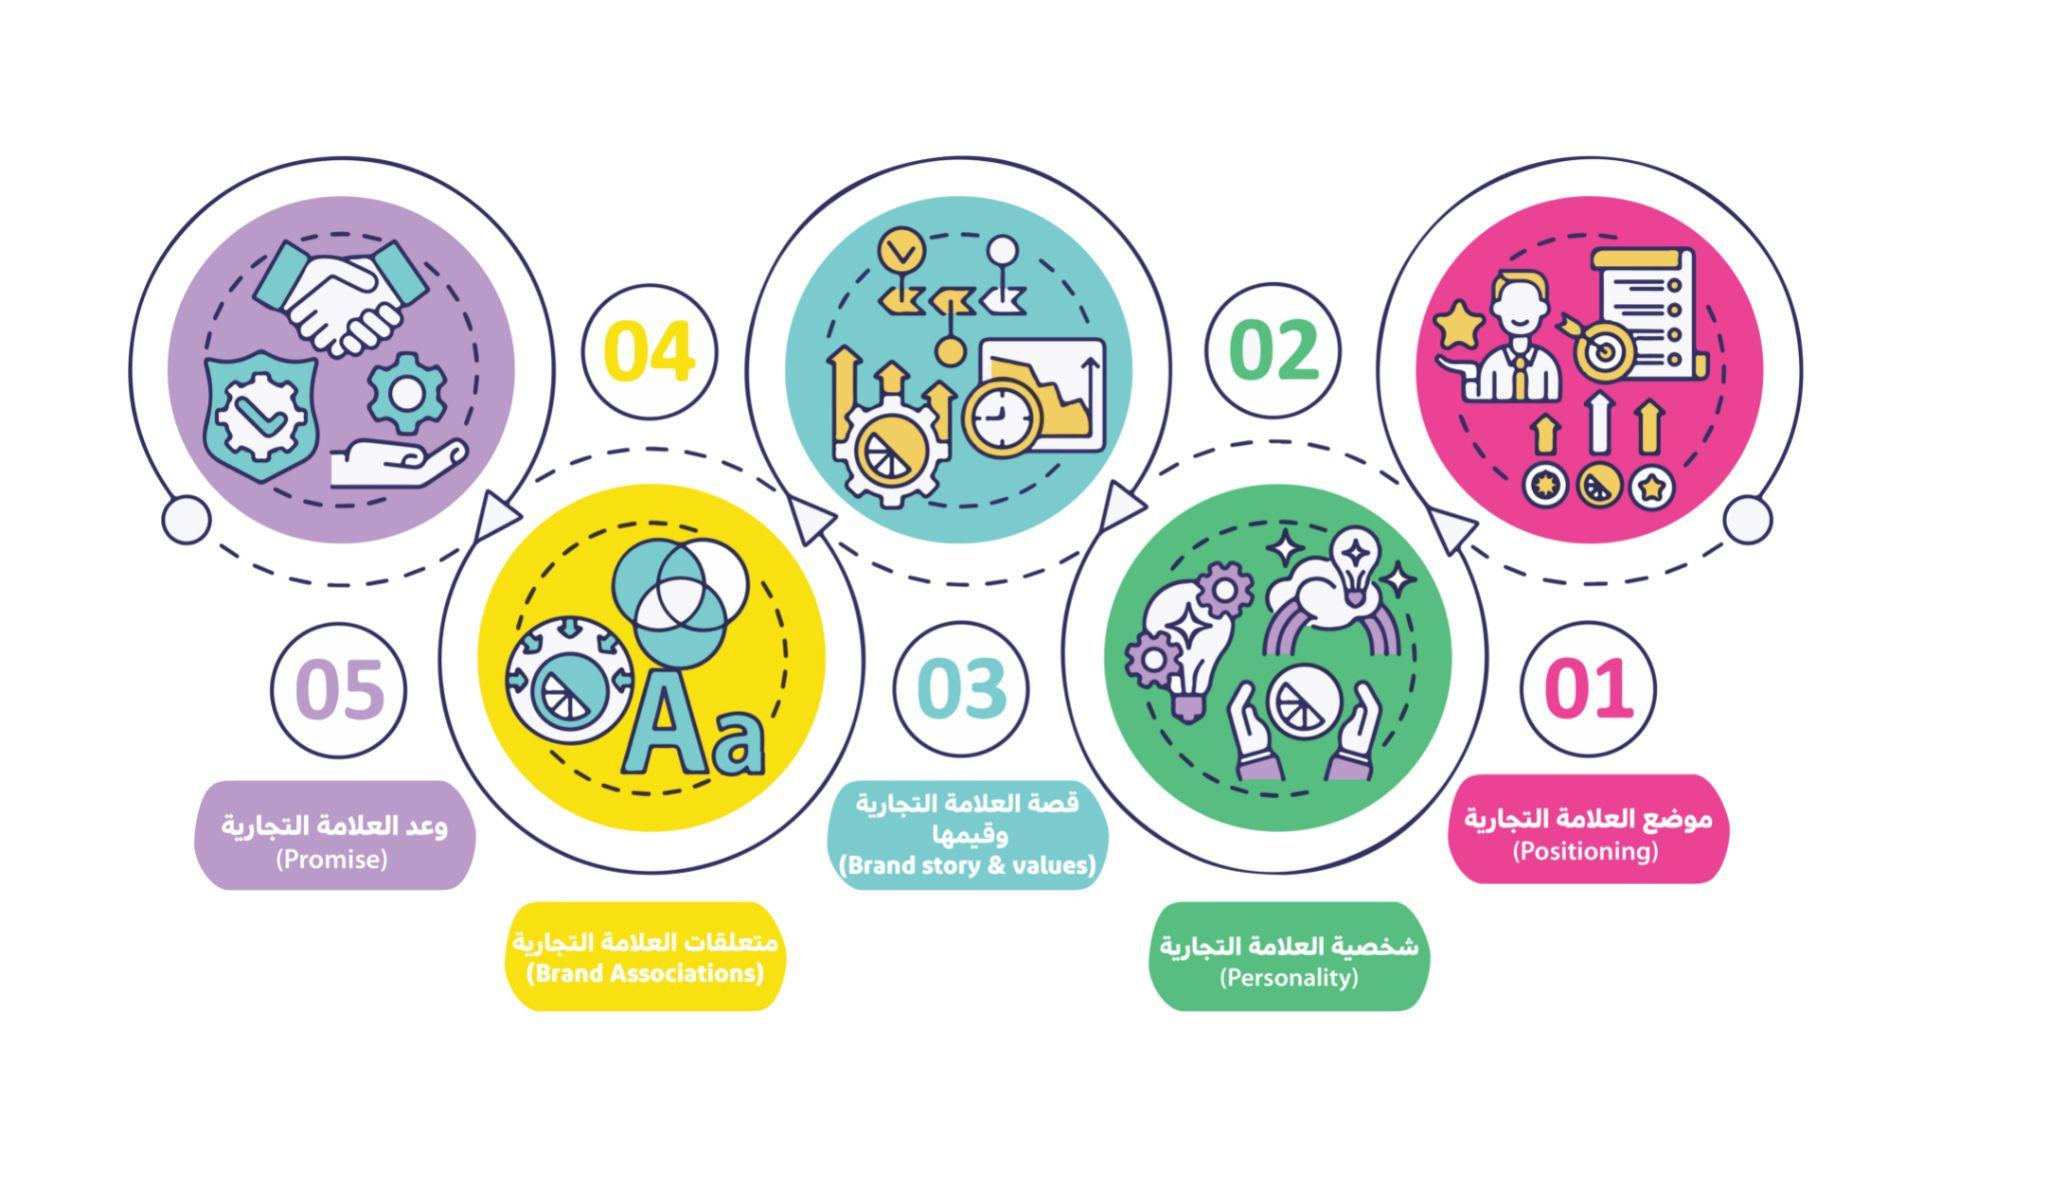 01
موضع العلامة التجارية
(Positioning)
02
شخصية العلامة التجارية
(Personality)
03
قصة العلامة التجارية
وقيمها
(Brand story & values)
04
متعلقات العلامة التجارية
(Brand Associations)
Aa
05
وعد العلامة التجارية
(Promise)